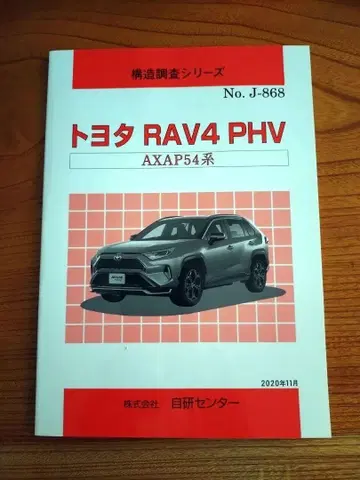 構造調査シリーズ
No. J-868
トヨタ RAV4 PHV
AXAP54系
2020年11月
株式会社 自研センター